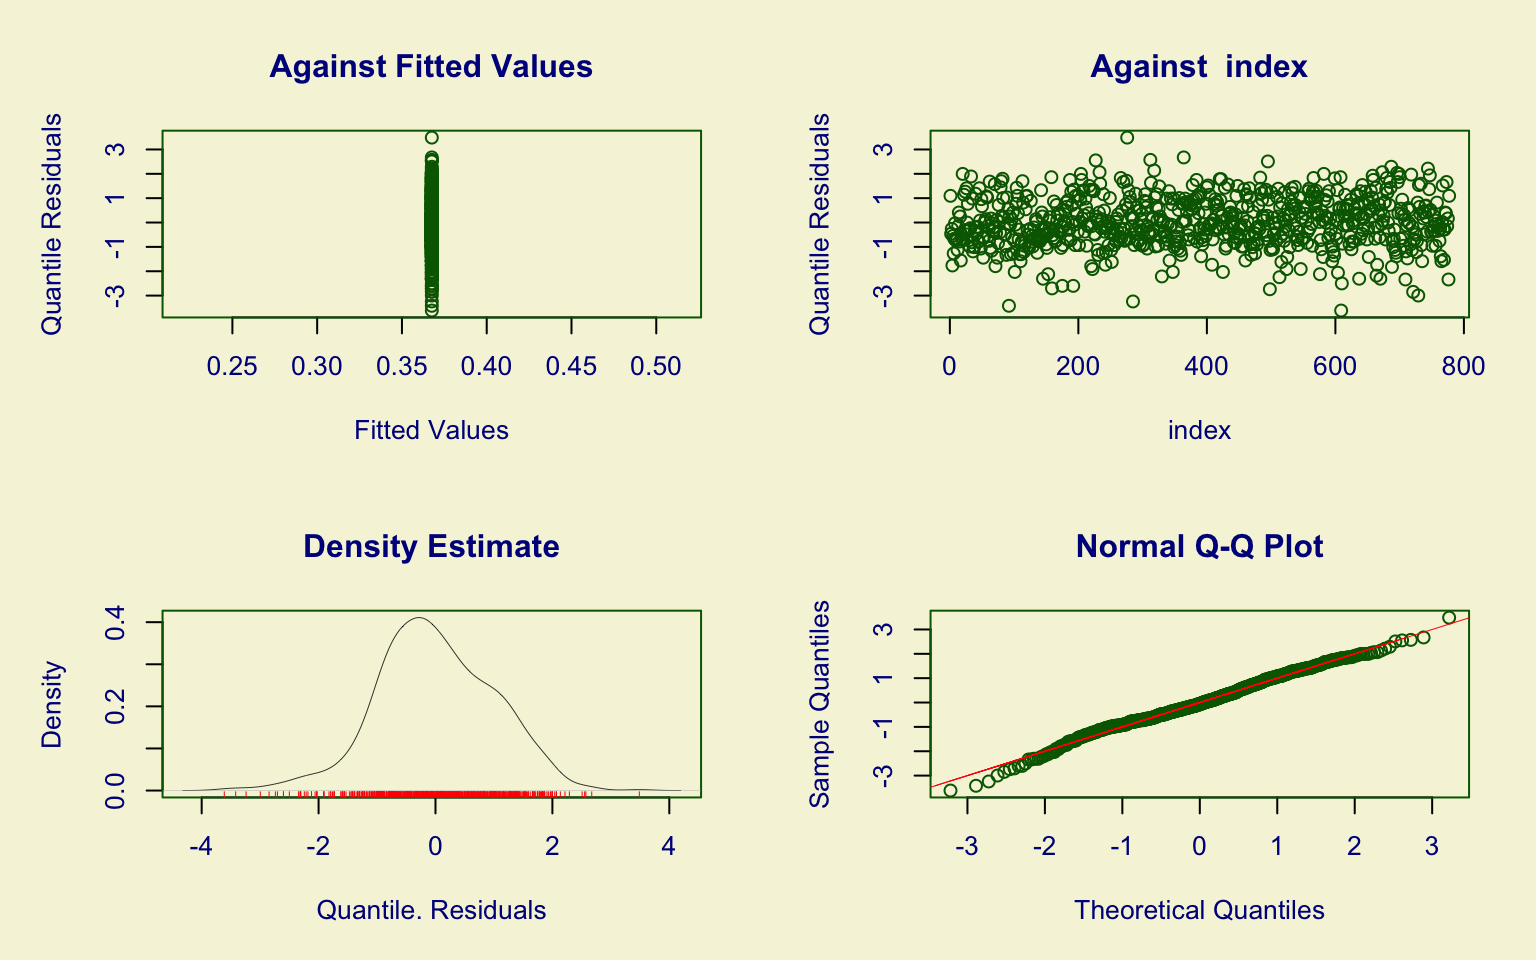 Against Fitted Values
Quantile Residuals
3
1
-1
-3
0.25 0.30 0.35 0.40 0.45 0.50
Fitted Values
Against  index
Quantile Residuals
3
1
-1
-3
0 200 400 600 800
index
Density Estimate
Density
0.4
0.2
0.0
-4 -2 0 2 4
Quantile. Residuals
Normal Q-Q Plot
Sample Quantiles
3
1
-1
-3
-3 -2 -1 0 1 2 3
Theoretical Quantiles